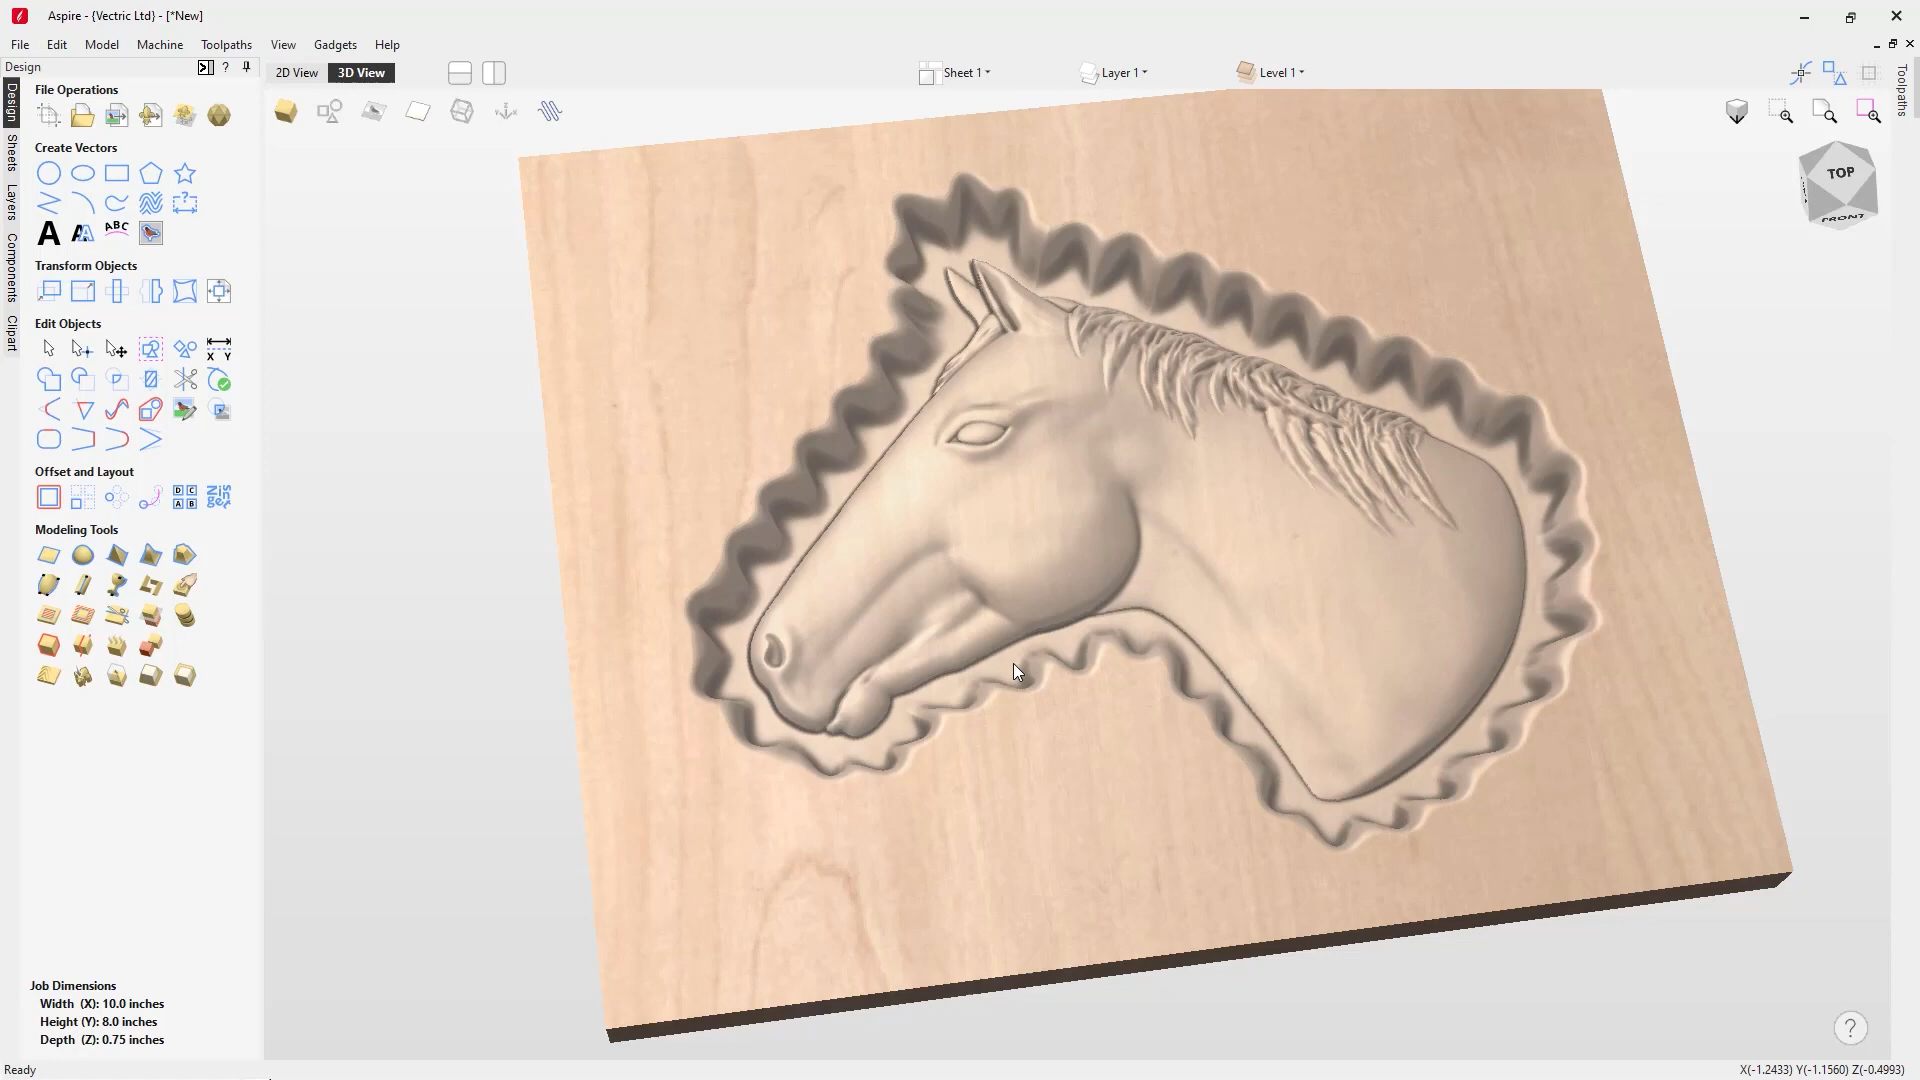 Aspire - {Vectric Ltd} - [*New]
File Edit Model Machine Toolpaths View Gadgets Help
Design ?
2D View 3D View Sheet 1 Layer 1 Level 1
Design
Sheets
Layers
Components
Clipart
Toolpaths
File Operations
Create Vectors
A A ABC
Transform Objects
Edit Objects
X Y
Offset and Layout
D C
A B
Modeling Tools
TOP
FRONT
Job Dimensions
Width (X): 10.0 inches
Height (Y): 8.0 inches
Depth (Z): 0.75 inches
?
Ready X(-1.2433) Y(-1.1560) Z(-0.4993)